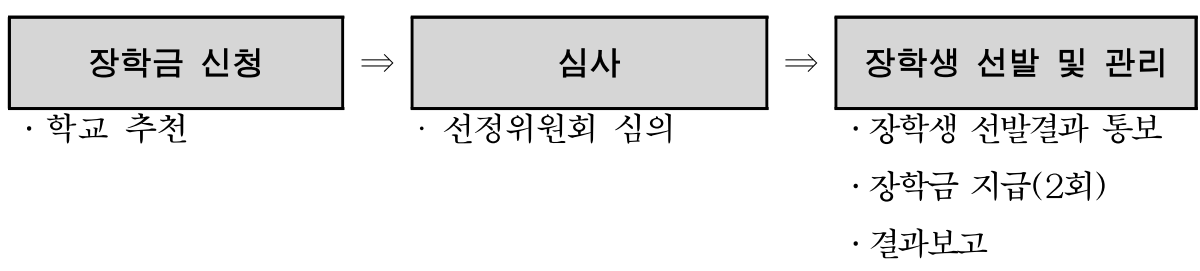 장학금 신청 ⇒ 심사 ⇒ 장학생 선발 및 관리
· 학교 추천
· 선정위원회 심의
· 장학생 선발결과 통보
· 장학금 지급(2회)
· 결과보고